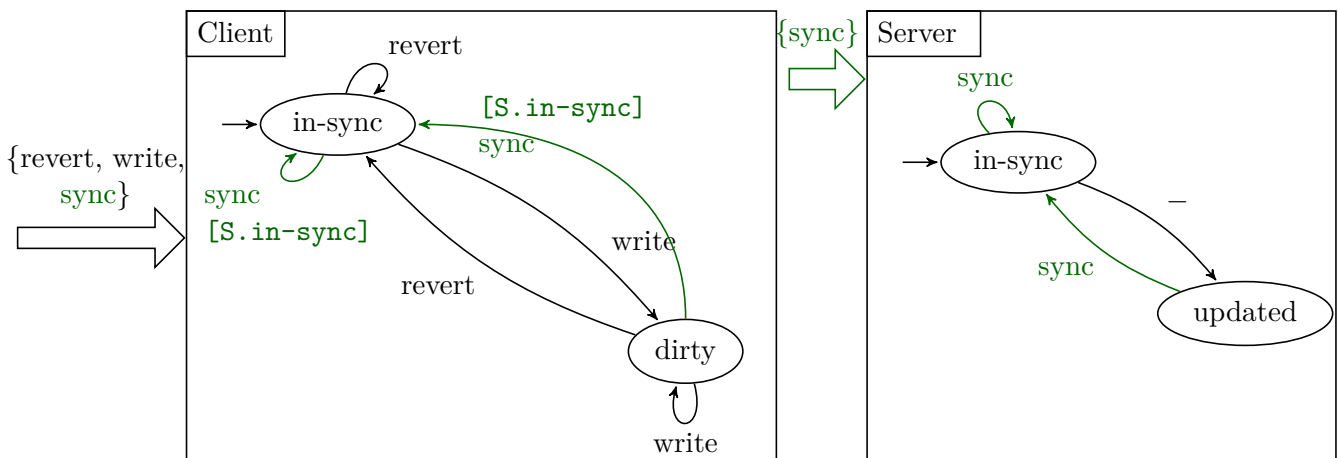 Client
revert
in-sync
[S.in-sync]
sync
{revert, write,
sync}
sync
[S.in-sync]
write
revert
dirty
write
{sync}
Server
sync
in-sync
–
sync
updated